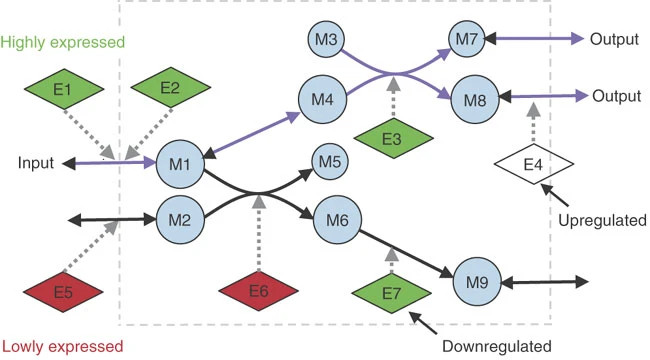 Highly expressed
E1
E2
M3
M7
Output
M4
M8
Output
E3
E4
Input
M1
M5
M2
M6
Upregulated
E5
E6
E7
M9
Lowly expressed
Downregulated